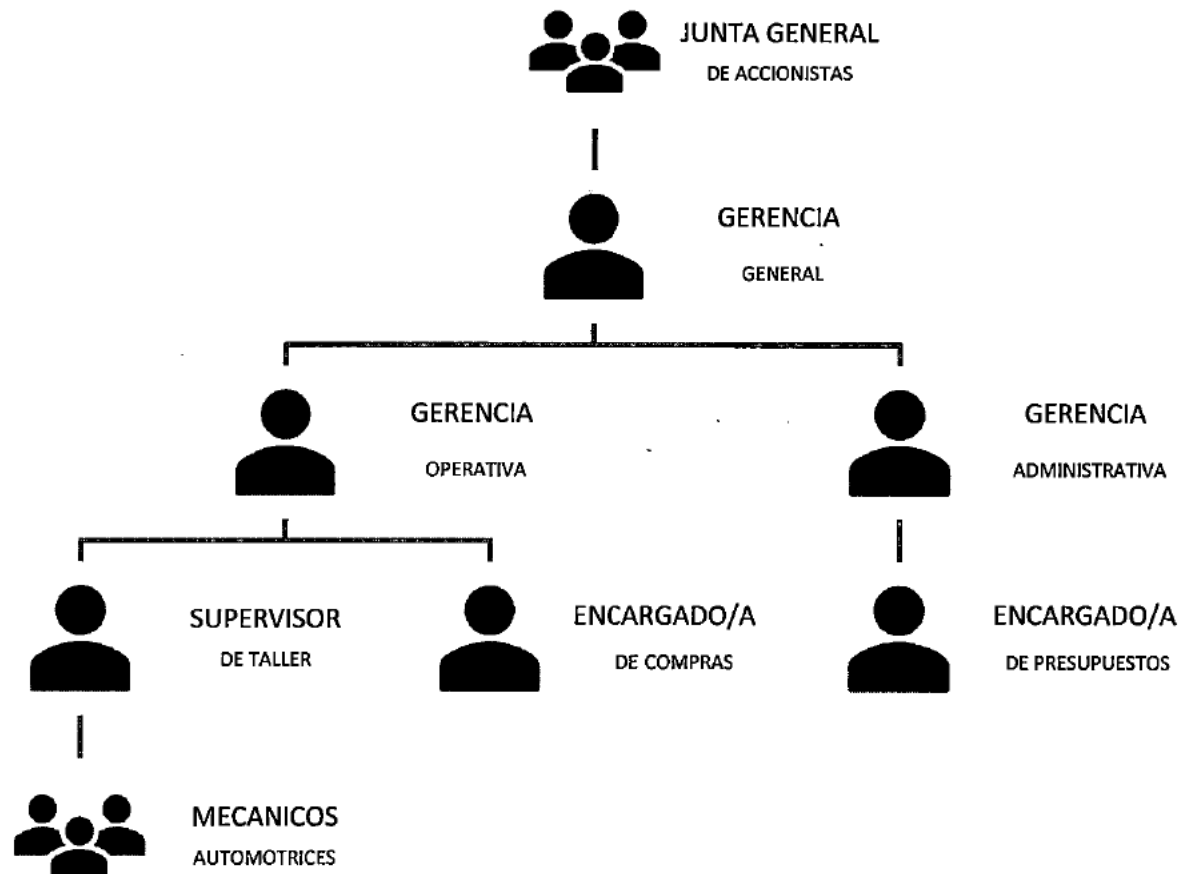 JUNTA GENERAL
DE ACCIONISTAS
GERENCIA
GENERAL
GERENCIA
OPERATIVA
GERENCIA
ADMINISTRATIVA
SUPERVISOR
DE TALLER
ENCARGADO/A
DE COMPRAS
ENCARGADO/A
DE PRESUPUESTOS
MECANICOS
AUTOMOTRICES